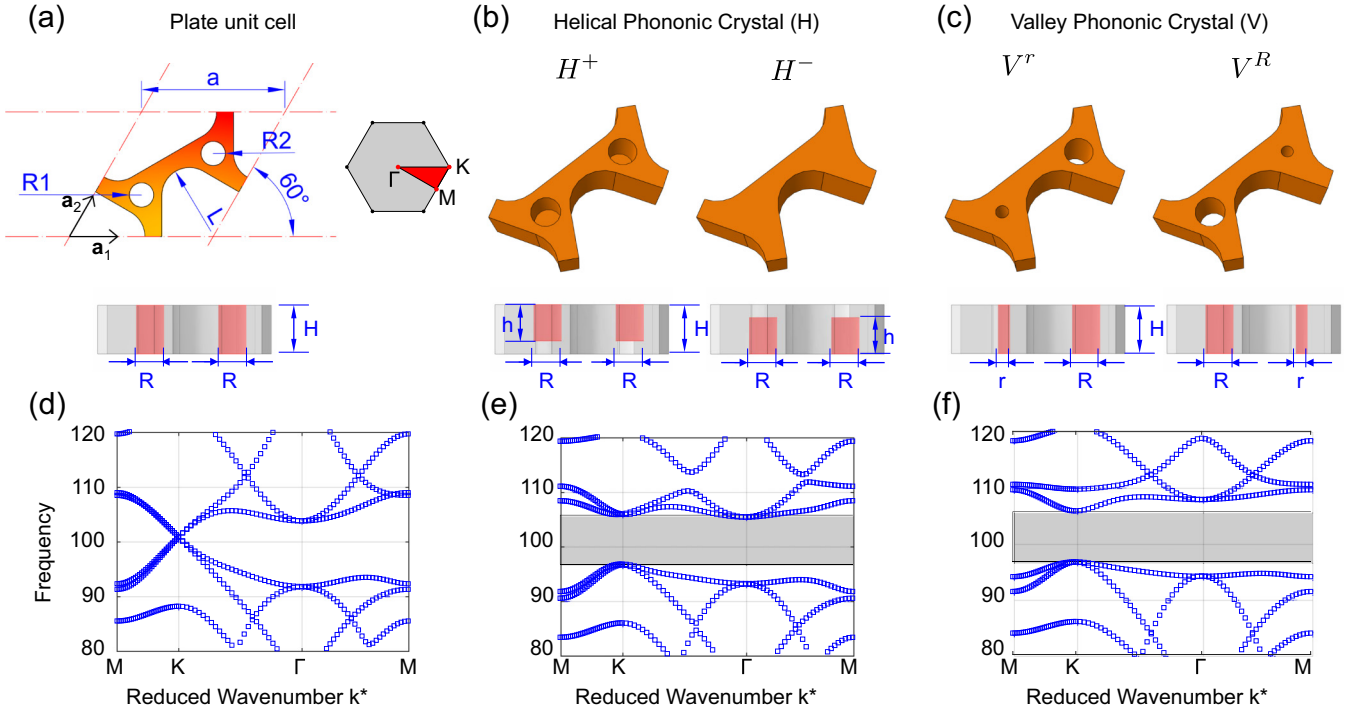 (a) Plate unit cell
a
R2
R1
60°
L
a2
a1
Γ
K
M
H
R R
(b) Helical Phononic Crystal (H)
H+ H−
h H h
R R R R
(c) Valley Phononic Crystal (V)
Vr VR
H
r R R r
(d)
120
110
100
90
80
Frequency
M K Γ M
Reduced Wavenumber k*
(e)
120
110
100
90
80
M K Γ M
Reduced Wavenumber k*
(f)
120
110
100
90
80
M K Γ M
Reduced Wavenumber k*